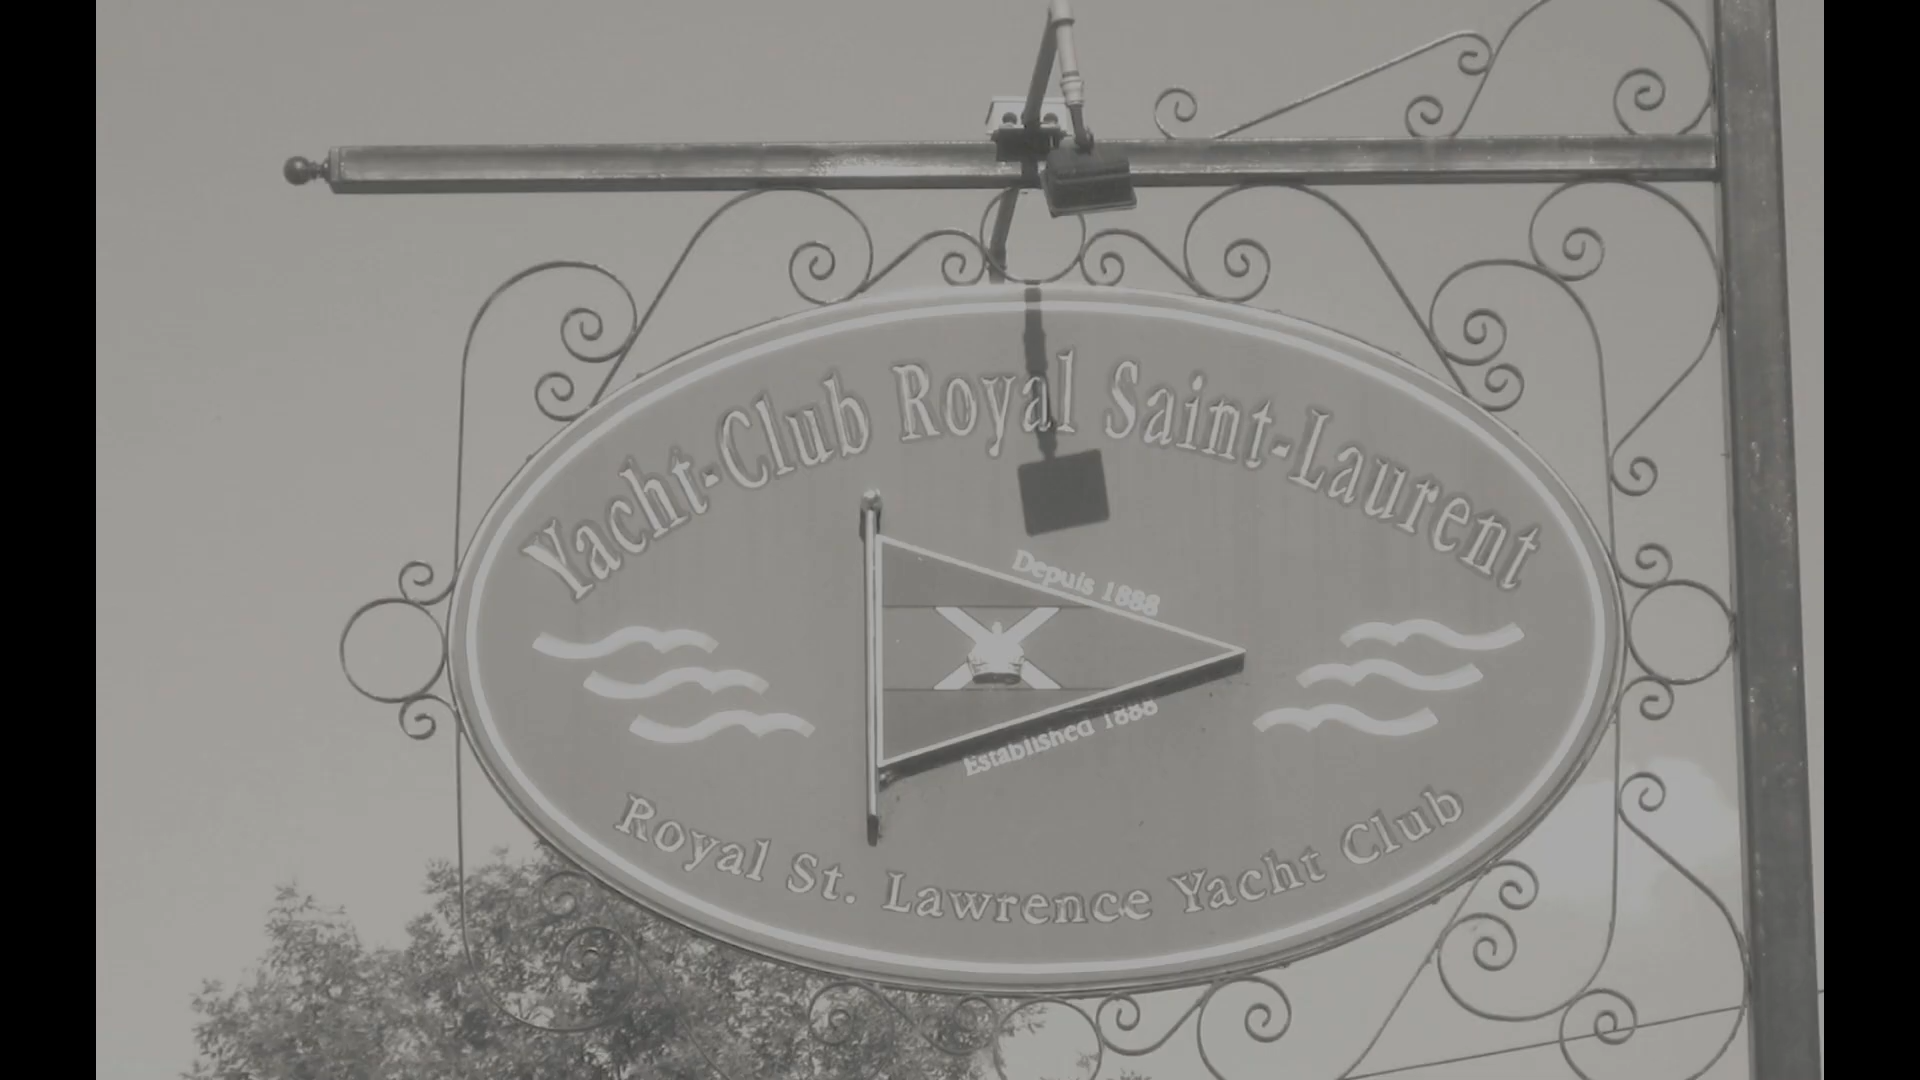 Yacht-Club Royal Saint-Laurent
Depuis 1888
Established 1888
Royal St. Lawrence Yacht Club